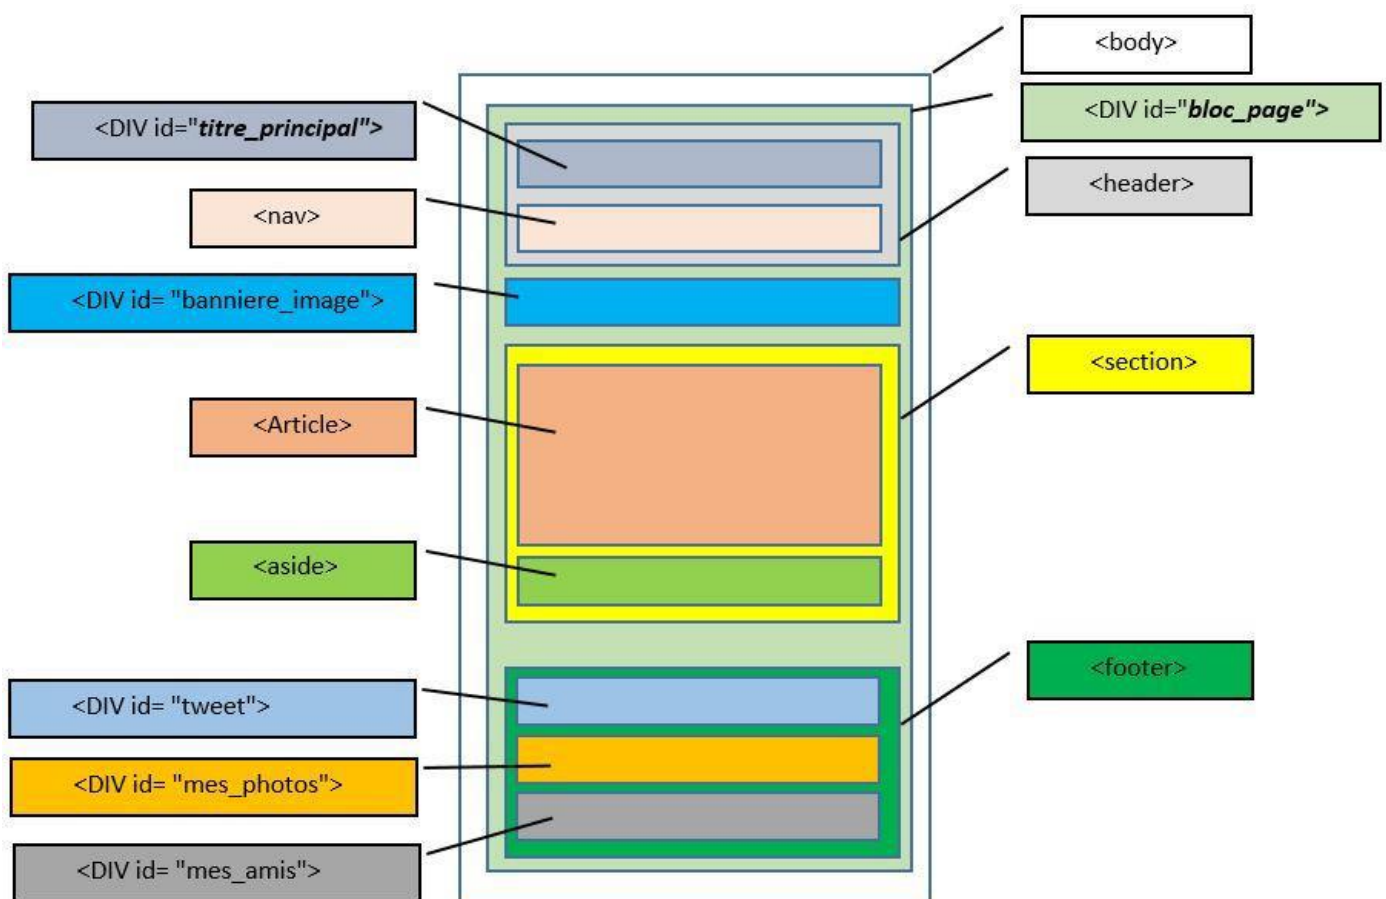 <body>
<DIV id="bloc_page">
<DIV id="titre_principal">
<header>
<nav>
<DIV id= "banniere_image">
<section>
<Article>
<aside>
<footer>
<DIV id= "tweet">
<DIV id= "mes_photos">
<DIV id= "mes_amis">